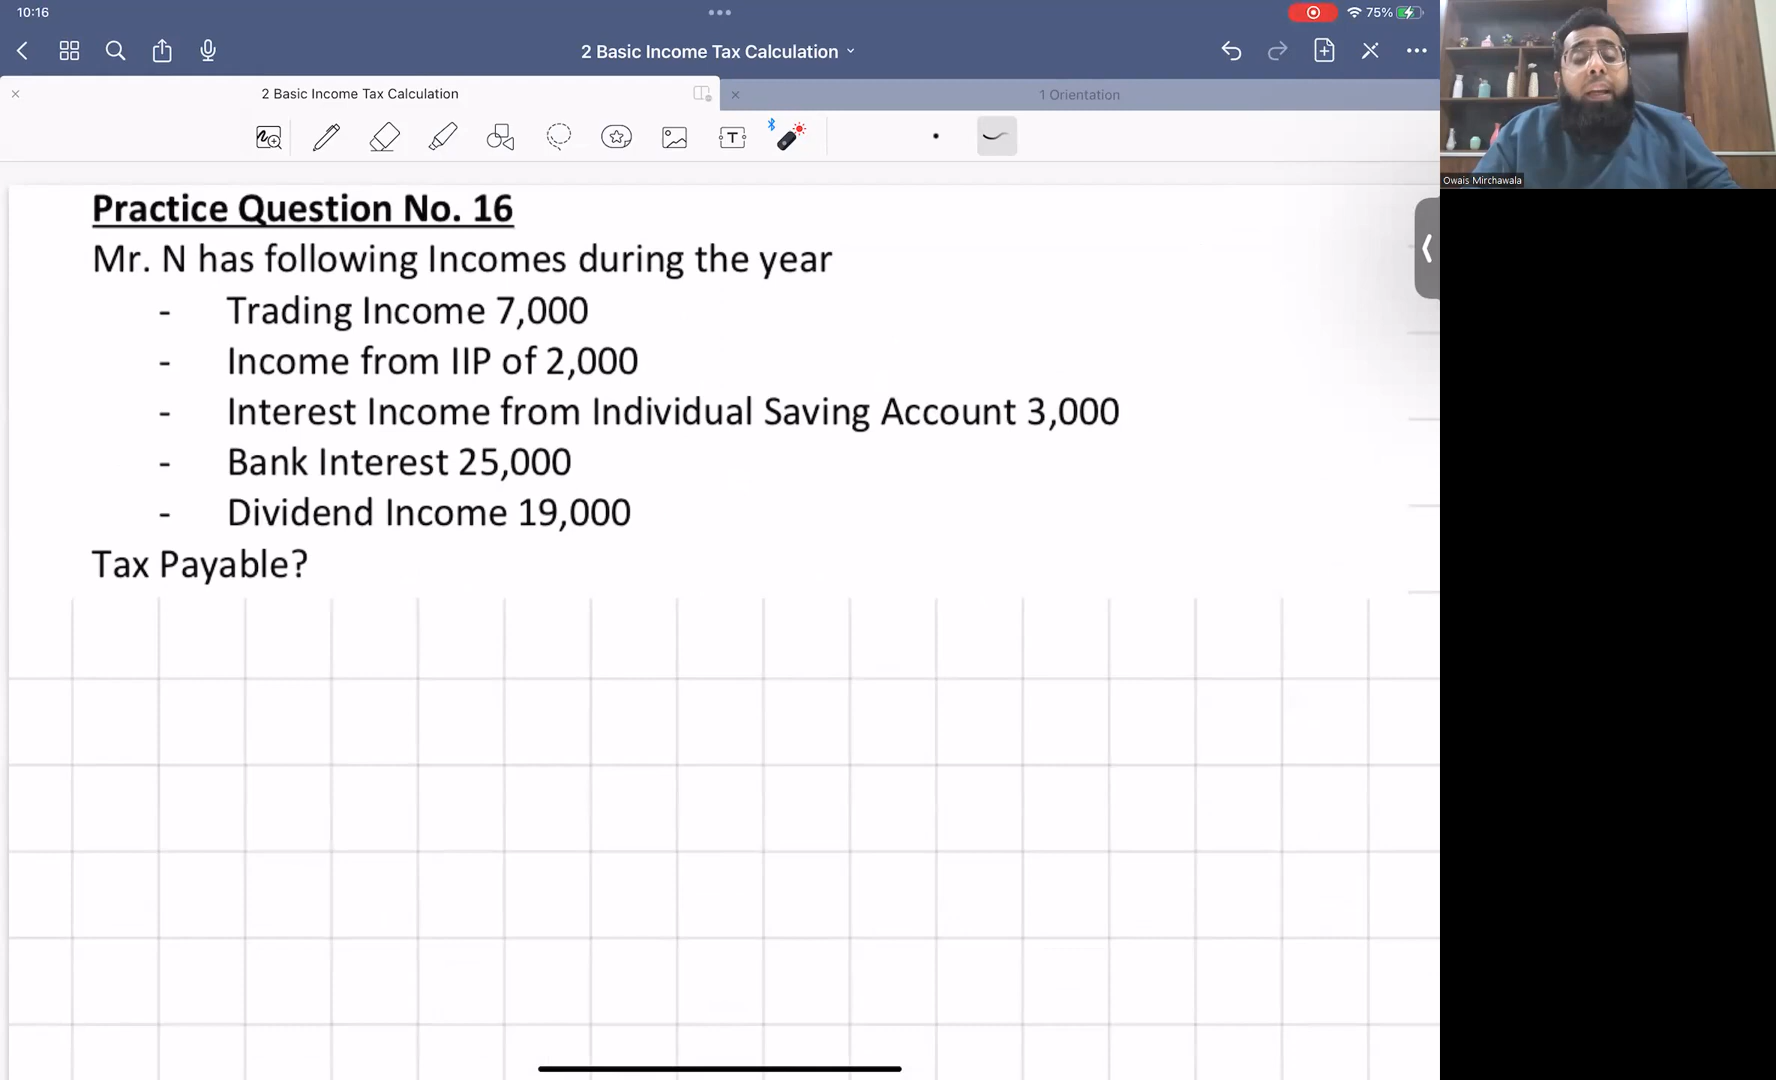 10:16
75%
2 Basic Income Tax Calculation
2 Basic Income Tax Calculation
1 Orientation
T
Owais Mirchawala
Practice Question No. 16
Mr. N has following Incomes during the year
- Trading Income 7,000
- Income from IIP of 2,000
- Interest Income from Individual Saving Account 3,000
- Bank Interest 25,000
- Dividend Income 19,000
Tax Payable?